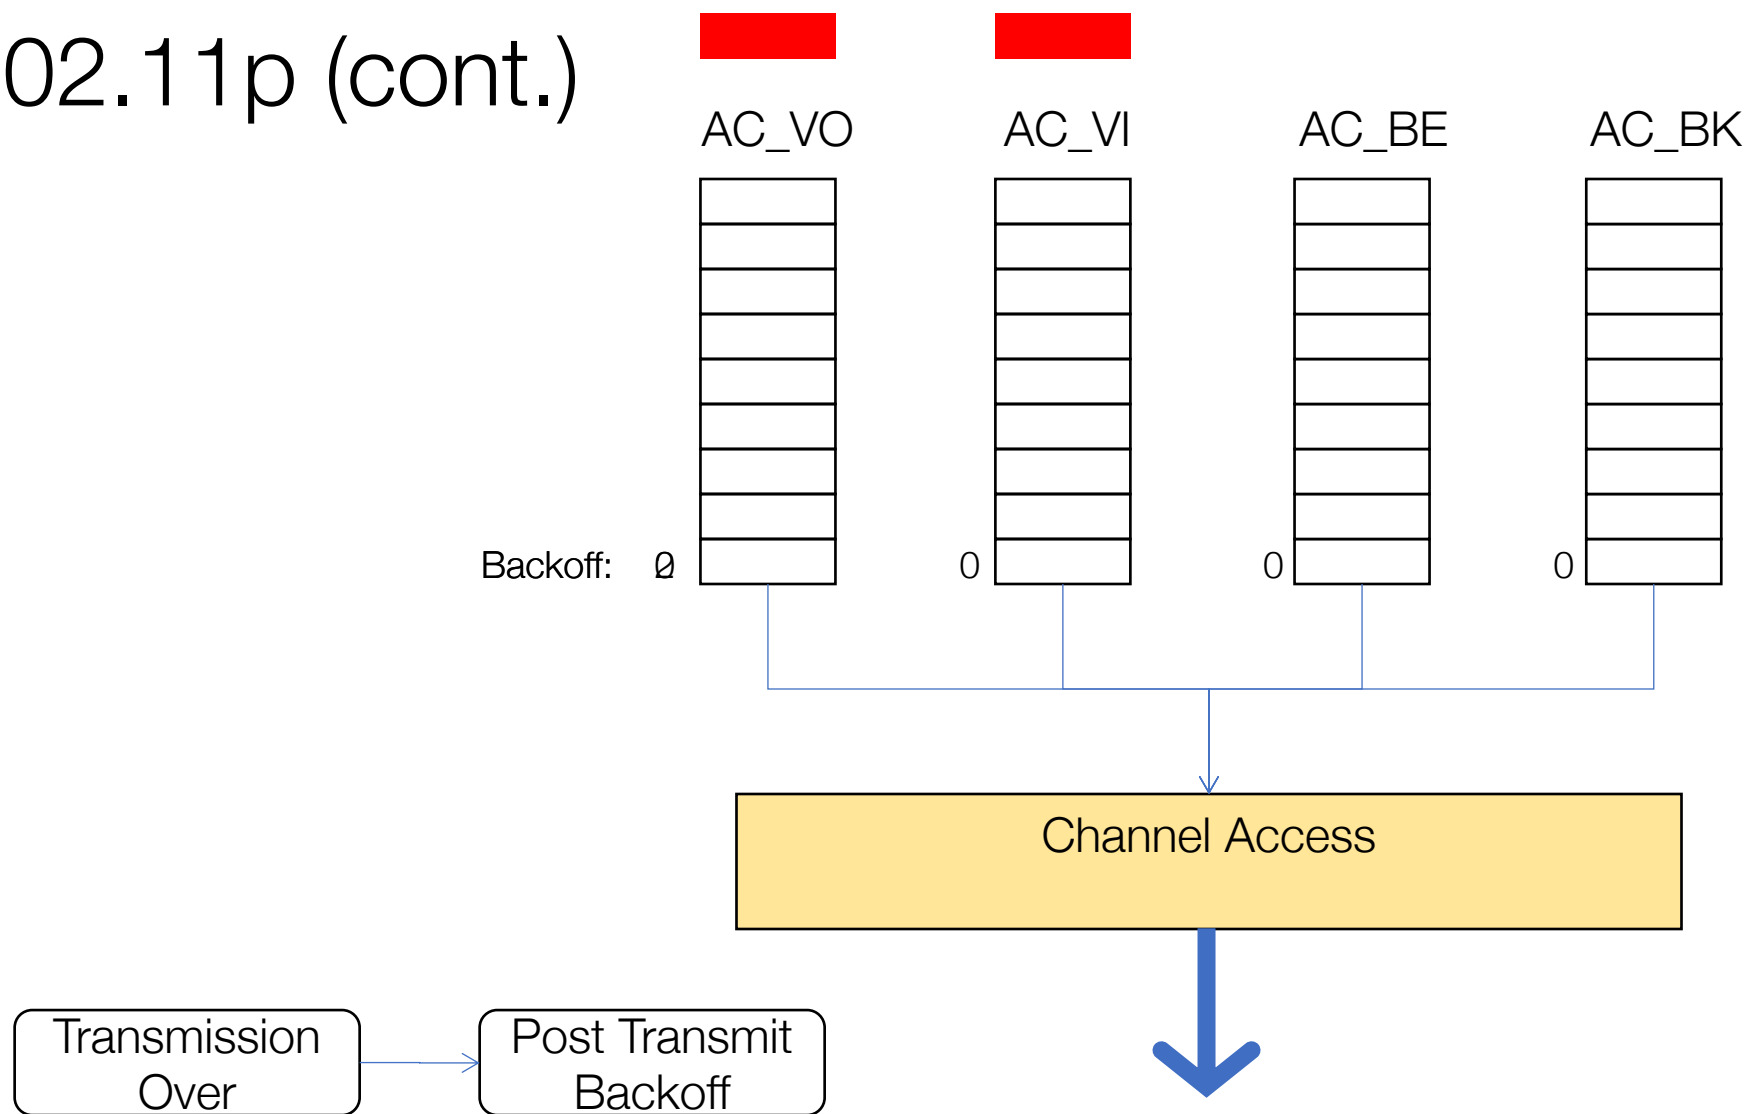 02.11p (cont.)
AC_VO AC_VI AC_BE AC_BK
Backoff: 0 0 0
Channel Access
Transmission
Over
Post Transmit
Backoff